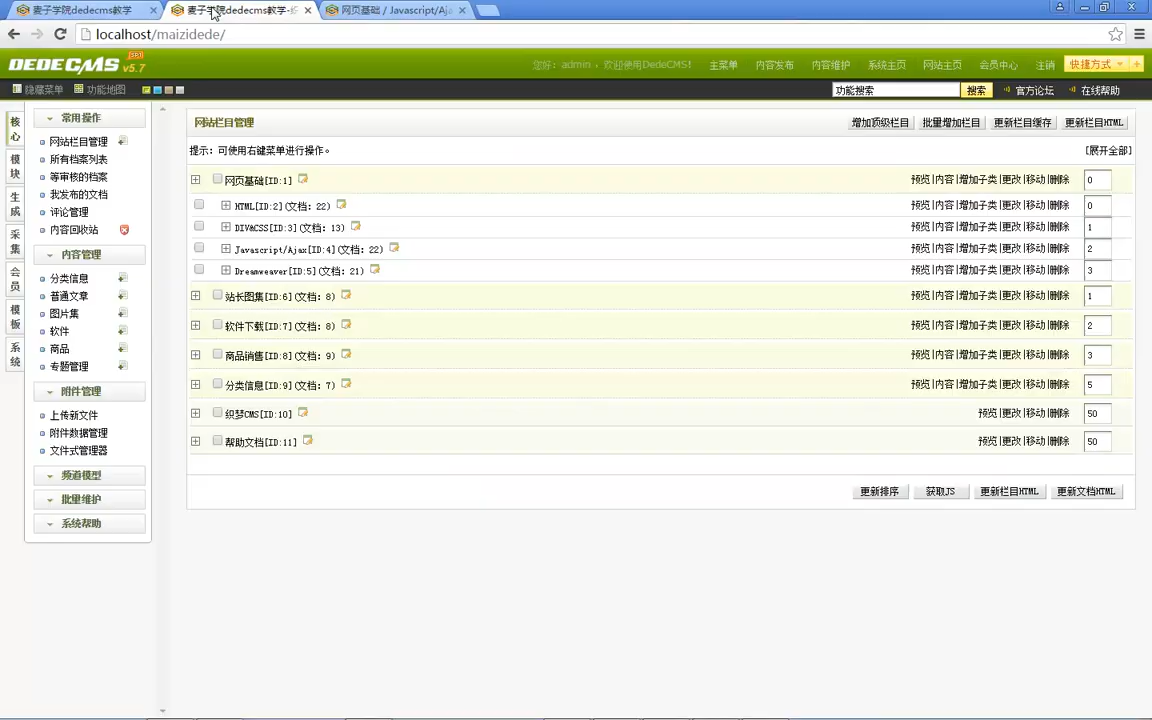 麦子学院dedecms教学
麦子学院dedecms教学-
网页基础 / Javascript/Aja
localhost/maizidede/
DEDECMS v5.7 SP1
您好: admin , 欢迎使用DedeCMS!
主菜单
内容发布
内容维护
系统主页
网站主页
会员中心
注销
快捷方式
隐藏菜单
功能地图
功能搜索
搜索
官方论坛
在线帮助
核心
模块
生成
采集
会员
模板
系统
常用操作
网站栏目管理
所有档案列表
等审核的档案
我发布的文档
评论管理
内容回收站
内容管理
分类信息
普通文章
图片集
软件
商品
专题管理
附件管理
上传新文件
附件数据管理
文件式管理器
频道模型
批量维护
系统帮助
网站栏目管理
增加顶级栏目
批量增加栏目
更新栏目缓存
更新栏目HTML
提示：可使用右键菜单进行操作。
[展开全部]
网页基础[ID:1]
预览|内容|增加子类|更改|移动|删除
0
HTML[ID:2](文档：22)
预览|内容|增加子类|更改|移动|删除
0
DIV&CSS[ID:3](文档：13)
预览|内容|增加子类|更改|移动|删除
1
Javascript/Ajax[ID:4](文档：22)
预览|内容|增加子类|更改|移动|删除
2
Dreamweaver[ID:5](文档：21)
预览|内容|增加子类|更改|移动|删除
3
站长图集[ID:6](文档：8)
预览|内容|增加子类|更改|移动|删除
1
软件下载[ID:7](文档：8)
预览|内容|增加子类|更改|移动|删除
2
商品销售[ID:8](文档：9)
预览|内容|增加子类|更改|移动|删除
3
分类信息[ID:9](文档：7)
预览|内容|增加子类|更改|移动|删除
5
织梦CMS[ID:10]
预览|更改|移动|删除
50
帮助文档[ID:11]
预览|更改|移动|删除
50
更新排序
获取JS
更新栏目HTML
更新文档HTML